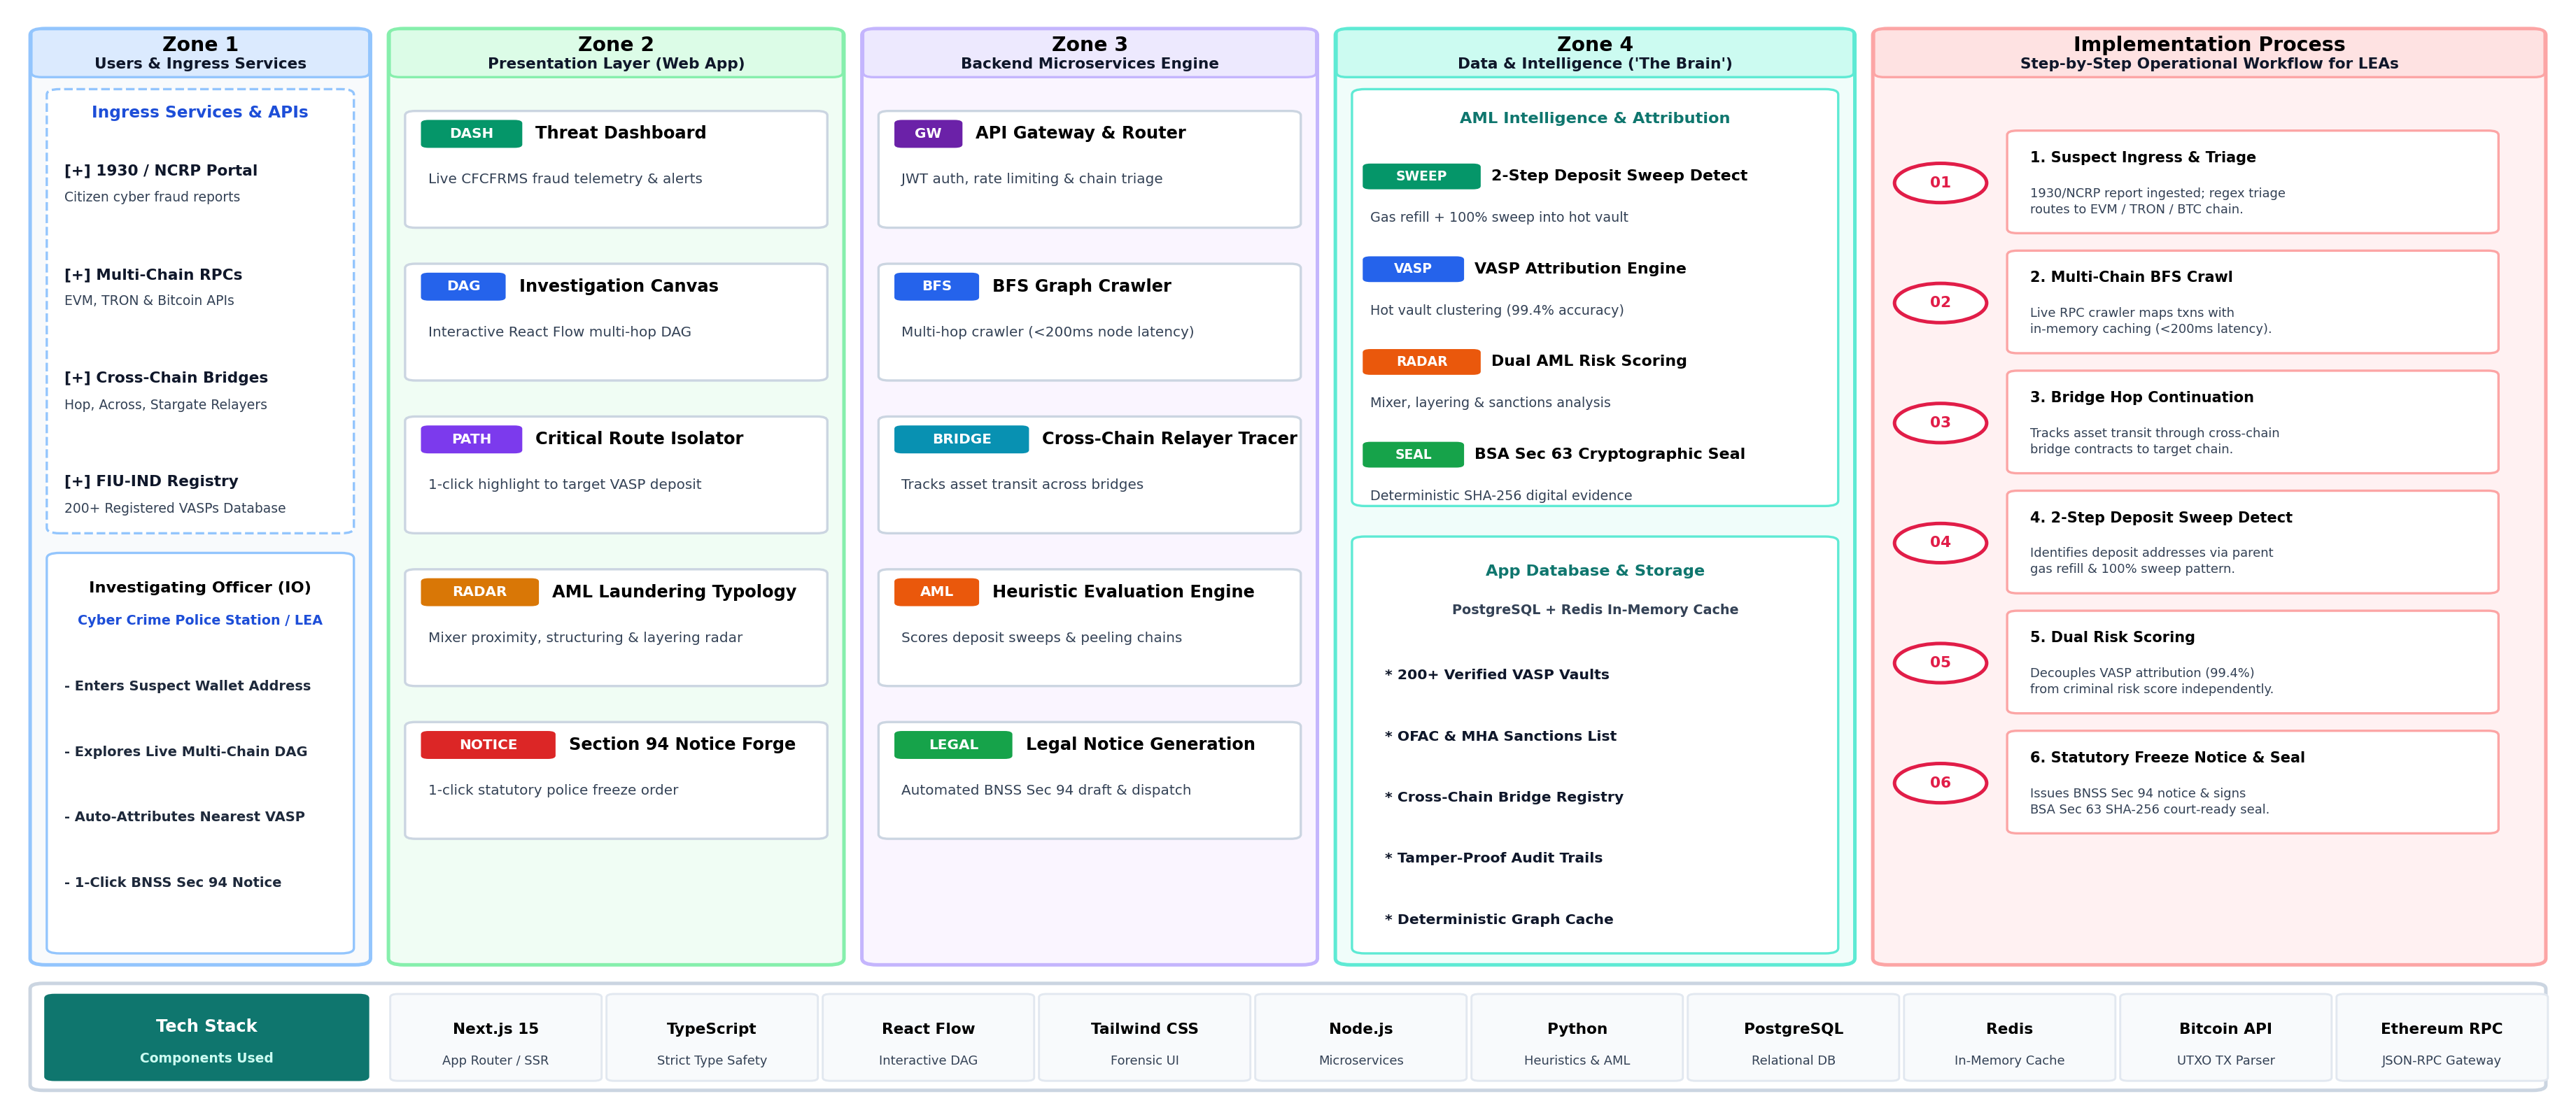 Zone 1
Users & Ingress Services
Ingress Services & APIs
[+] 1930 / NCRP Portal
Citizen cyber fraud reports
[+] Multi-Chain RPCs
EVM, TRON & Bitcoin APIs
[+] Cross-Chain Bridges
Hop, Across, Stargate Relayers
[+] FIU-IND Registry
200+ Registered VASPs Database
Investigating Officer (IO)
Cyber Crime Police Station / LEA
- Enters Suspect Wallet Address
- Explores Live Multi-Chain DAG
- Auto-Attributes Nearest VASP
- 1-Click BNSS Sec 94 Notice
Zone 2
Presentation Layer (Web App)
DASH Threat Dashboard
Live CFCFRMS fraud telemetry & alerts
DAG Investigation Canvas
Interactive React Flow multi-hop DAG
PATH Critical Route Isolator
1-click highlight to target VASP deposit
RADAR AML Laundering Typology
Mixer proximity, structuring & layering radar
NOTICE Section 94 Notice Forge
1-click statutory police freeze order
Zone 3
Backend Microservices Engine
GW API Gateway & Router
JWT auth, rate limiting & chain triage
BFS BFS Graph Crawler
Multi-hop crawler (<200ms node latency)
BRIDGE Cross-Chain Relayer Tracer
Tracks asset transit across bridges
AML Heuristic Evaluation Engine
Scores deposit sweeps & peeling chains
LEGAL Legal Notice Generation
Automated BNSS Sec 94 draft & dispatch
Zone 4
Data & Intelligence ('The Brain')
AML Intelligence & Attribution
SWEEP 2-Step Deposit Sweep Detect
Gas refill + 100% sweep into hot vault
VASP VASP Attribution Engine
Hot vault clustering (99.4% accuracy)
RADAR Dual AML Risk Scoring
Mixer, layering & sanctions analysis
SEAL BSA Sec 63 Cryptographic Seal
Deterministic SHA-256 digital evidence
App Database & Storage
PostgreSQL + Redis In-Memory Cache
* 200+ Verified VASP Vaults
* OFAC & MHA Sanctions List
* Cross-Chain Bridge Registry
* Tamper-Proof Audit Trails
* Deterministic Graph Cache
Implementation Process
Step-by-Step Operational Workflow for LEAs
01
1. Suspect Ingress & Triage
1930/NCRP report ingested; regex triage
routes to EVM / TRON / BTC chain.
02
2. Multi-Chain BFS Crawl
Live RPC crawler maps txns with
in-memory caching (<200ms latency).
03
3. Bridge Hop Continuation
Tracks asset transit through cross-chain
bridge contracts to target chain.
04
4. 2-Step Deposit Sweep Detect
Identifies deposit addresses via parent
gas refill & 100% sweep pattern.
05
5. Dual Risk Scoring
Decouples VASP attribution (99.4%)
from criminal risk score independently.
06
6. Statutory Freeze Notice & Seal
Issues BNSS Sec 94 notice & signs
BSA Sec 63 SHA-256 court-ready seal.
Tech Stack
Components Used
Next.js 15
App Router / SSR
TypeScript
Strict Type Safety
React Flow
Interactive DAG
Tailwind CSS
Forensic UI
Node.js
Microservices
Python
Heuristics & AML
PostgreSQL
Relational DB
Redis
In-Memory Cache
Bitcoin API
UTXO TX Parser
Ethereum RPC
JSON-RPC Gateway